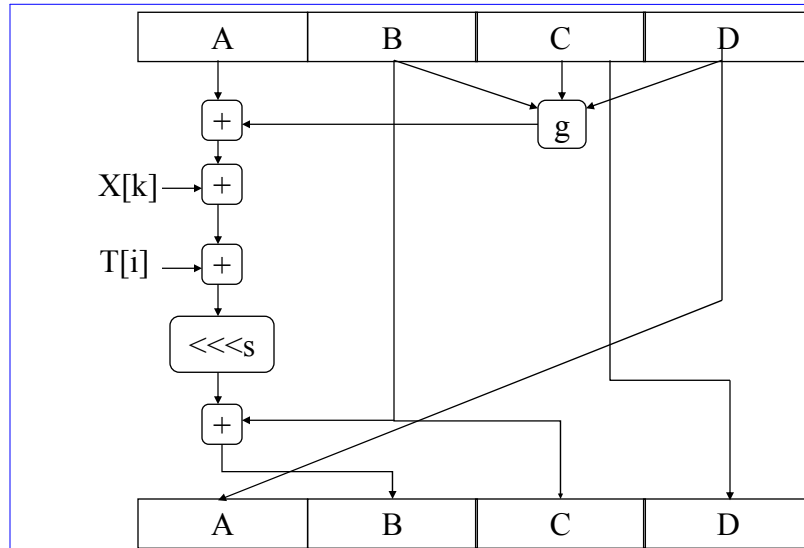 A B C D
+ g
X[k] +
T[i] +
<<<s
+
A B C D